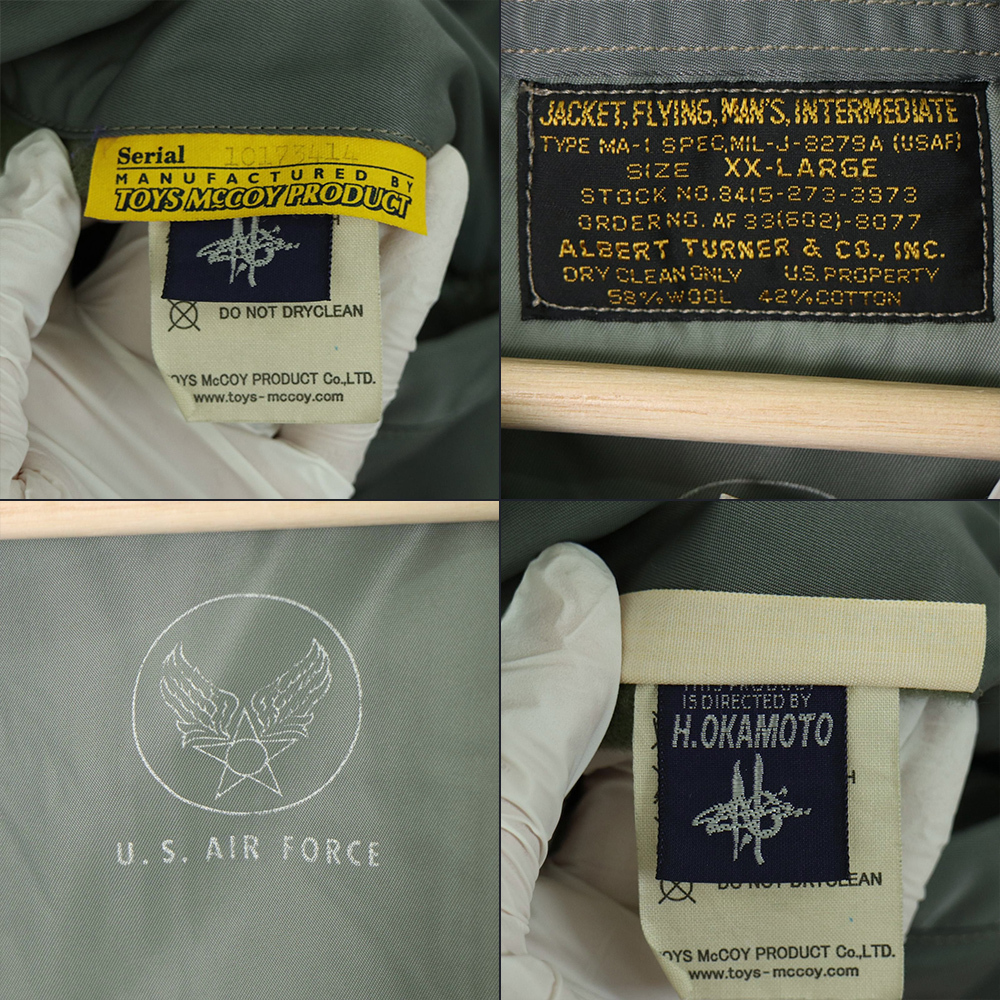 Serial 10173414
MANUFACTURED BY
TOYS McCOY PRODUCT
DO NOT DRYCLEAN
OYS McCOY PRODUCT Co.,LTD.
www.toys-mccoy.com
JACKET, FLYING, MAN'S, INTERMEDIATE
TYPE MA-1 SPEC, MIL-J-8279A (USAF)
SIZE XX-LARGE
STOCK NO. 8415-273-3973
ORDER NO. AF 33(602)-8077
ALBERT TURNER & CO., INC.
DRY CLEAN ONLY U.S. PROPERTY
58% WOOL 42% COTTON
U.S. AIR FORCE
THIS PRODUCT
IS DIRECTED BY
H.OKAMOTO
H
DO NOT DRYCLEAN
OYS McCOY PRODUCT Co.,LTD.
www.toys-mccoy.com